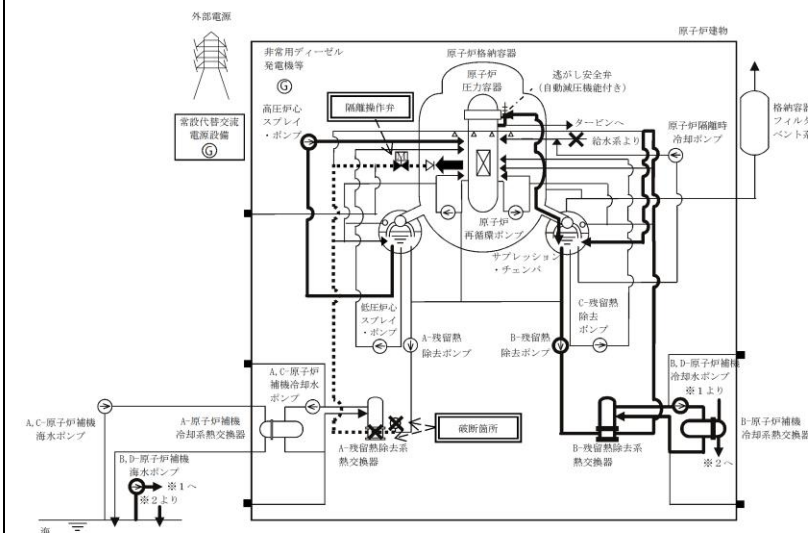 外部電源
原子炉建物
非常用ディーゼル
発電機等
G
原子炉格納容器
原子炉
圧力容器
逃がし安全弁
(自動減圧機能付き)
高圧炉心
スプレイ
・ポンプ
隔離操作弁
タービンへ
給水系より
原子炉隔離時
冷却ポンプ
格納容器
フィルタ
ベント系
常設代替交流
電源設備
G
原子炉
再循環ポンプ
サプレッション
・チェンバ
低圧炉心
スプレイ
・ポンプ
A-残留熱
除去ポンプ
B-残留熱
除去ポンプ
C-残留熱
除去
ポンプ
A,C-原子炉
補機冷却水
ポンプ
B,D-原子炉補機
冷却水ポンプ
※1より
A,C-原子炉補機
海水ポンプ
A-原子炉補機
冷却系熱交換器
破断箇所
B-原子炉補機
冷却系熱交換器
A-残留熱除去系
熱交換器
B-残留熱除去系
熱交換器
※2へ
B,D-原子炉補機
海水ポンプ
※1へ
※2より
海